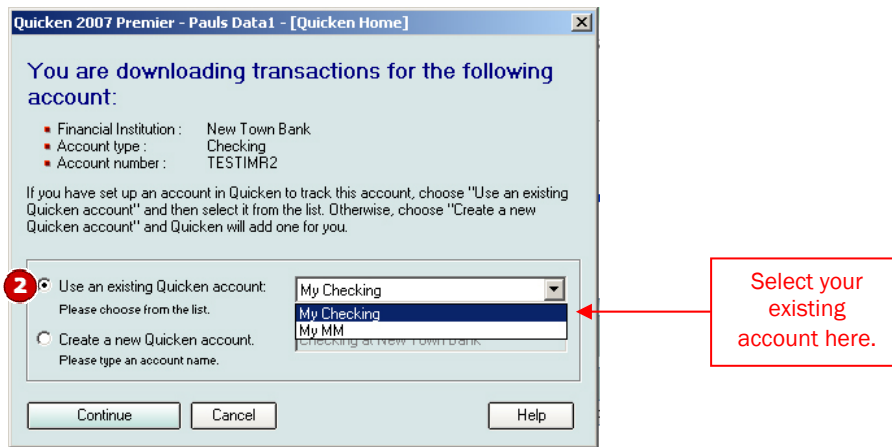 Quicken 2007 Premier - Pauls Data1 - [Quicken Home]
You are downloading transactions for the following
account:
Financial Institution : New Town Bank
Account type : Checking
Account number : TESTIMR2
If you have set up an account in Quicken to track this account, choose "Use an existing
Quicken account" and then select it from the list. Otherwise, choose "Create a new
Quicken account" and Quicken will add one for you.
2 Use an existing Quicken account: My Checking
Please choose from the list.
My Checking
My MM
Create a new Quicken account. Checking at New Town Bank
Please type an account name.
Continue Cancel Help
Select your
existing
account here.